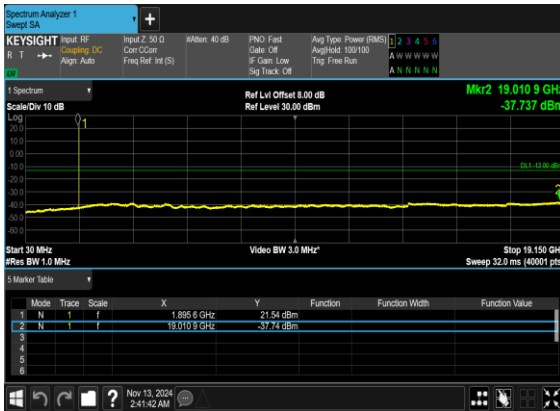 Spectrum Analyzer 1
Swept SA
KEYSIGHT
R T
Input: RF
Coupling: DC
Align: Auto
Input Z: 50 Ω
Corr CCorr
Freq Ref: Int (S)
#Atten: 40 dB
PNO: Fast
Gate: Off
IF Gain: Low
Sig Track: Off
Avg Type: Power (RMS)
Avg|Hold: 100/100
Trig: Free Run
1 2 3 4 5 6
A W W W W W
A N N N N N
1 Spectrum
Scale/Div 10 dB
Ref Lvl Offset 8.00 dB
Ref Level 30.00 dBm
Mkr2 19.010 9 GHz
-37.737 dBm
Log
20.0
10.0
0.00
-10.0
-20.0
-30.0
-40.0
-50.0
-60.0
1
DL1 -13.00 dBm
Start 30 MHz
#Res BW 1.0 MHz
Video BW 3.0 MHz*
Stop 19.150 GHz
Sweep 32.0 ms (40001 pts)
5 Marker Table
Mode Trace Scale X Y Function Function Width Function Value
1 N 1 f 1.895 6 GHz 21.54 dBm
2 N 1 f 19.010 9 GHz -37.74 dBm
3
4
5
6
Nov 13, 2024
2:41:42 AM